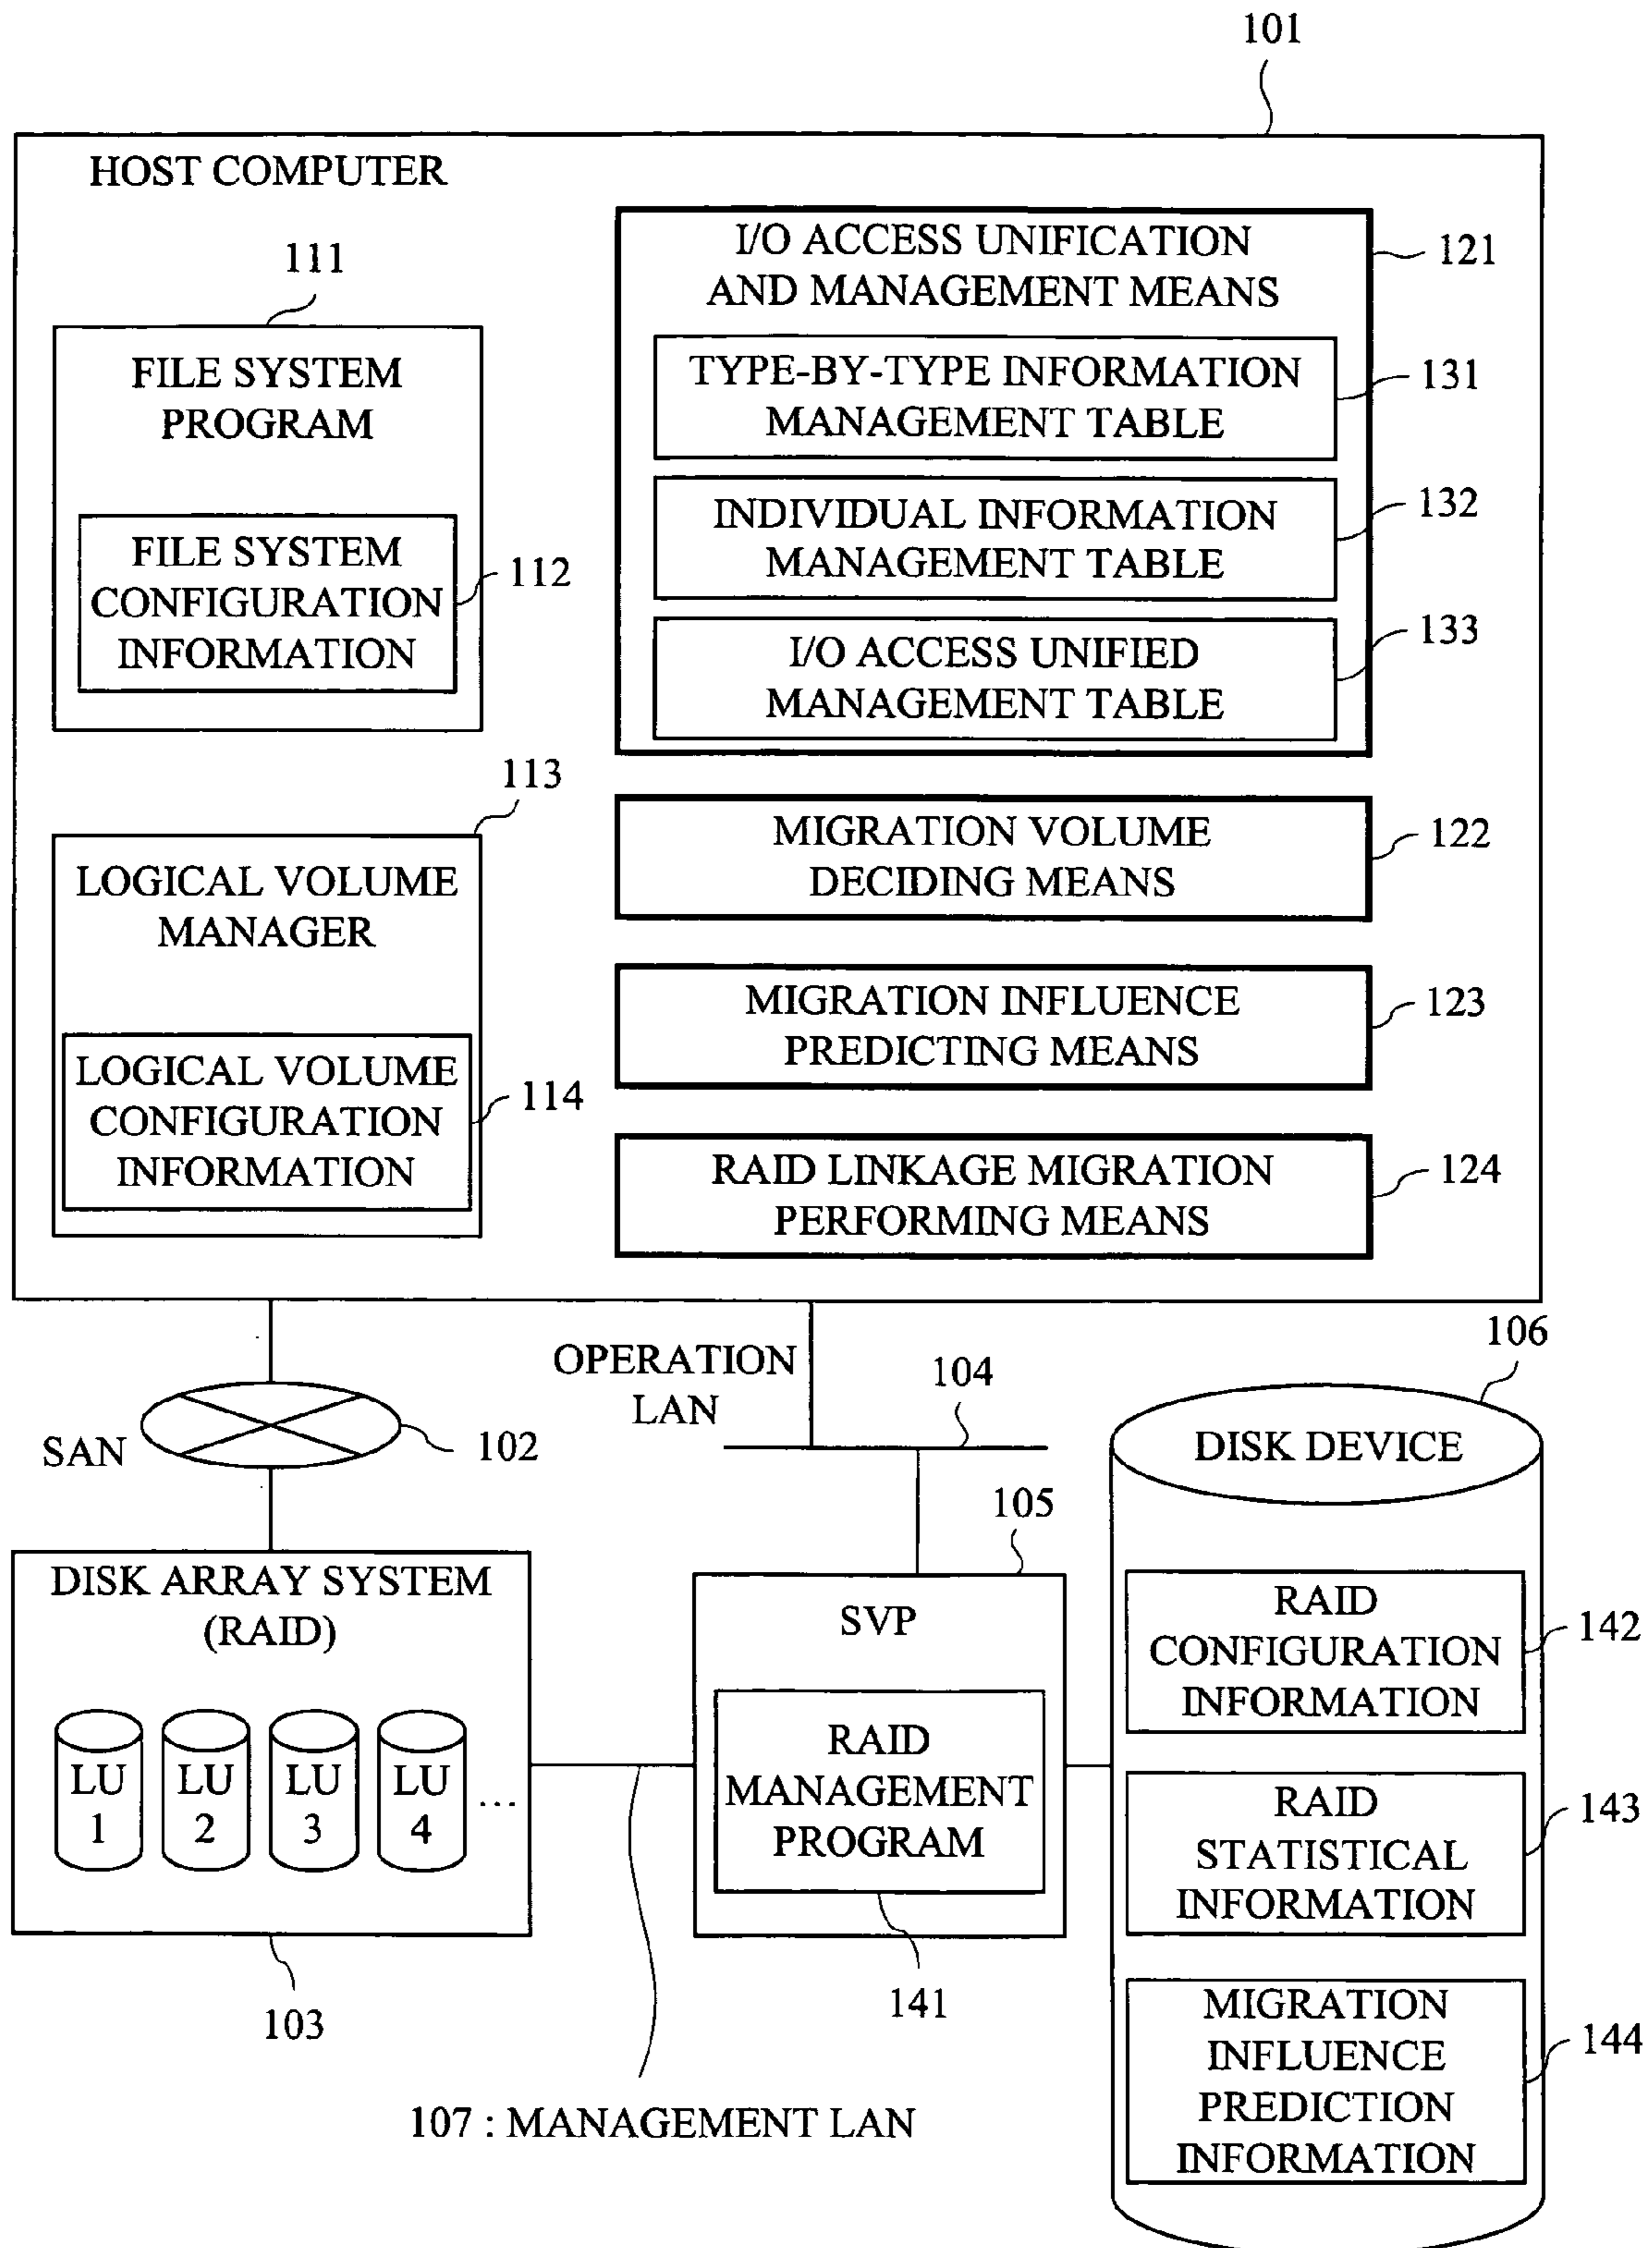 101
HOST COMPUTER
111
FILE SYSTEM
PROGRAM
FILE SYSTEM
CONFIGURATION
INFORMATION
112
113
LOGICAL VOLUME
MANAGER
LOGICAL VOLUME
CONFIGURATION
INFORMATION
114
I/O ACCESS UNIFICATION
AND MANAGEMENT MEANS
121
TYPE-BY-TYPE INFORMATION
MANAGEMENT TABLE
131
INDIVIDUAL INFORMATION
MANAGEMENT TABLE
132
I/O ACCESS UNIFIED
MANAGEMENT TABLE
133
MIGRATION VOLUME
DECIDING MEANS
122
MIGRATION INFLUENCE
PREDICTING MEANS
123
RAID LINKAGE MIGRATION
PERFORMING MEANS
124
SAN
102
OPERATION
LAN
104
DISK ARRAY SYSTEM
(RAID)
LU
1
LU
2
LU
3
LU
4
...
103
105
SVP
RAID
MANAGEMENT
PROGRAM
141
107 : MANAGEMENT LAN
106
DISK DEVICE
RAID
CONFIGURATION
INFORMATION
142
RAID
STATISTICAL
INFORMATION
143
MIGRATION
INFLUENCE
PREDICTION
INFORMATION
144